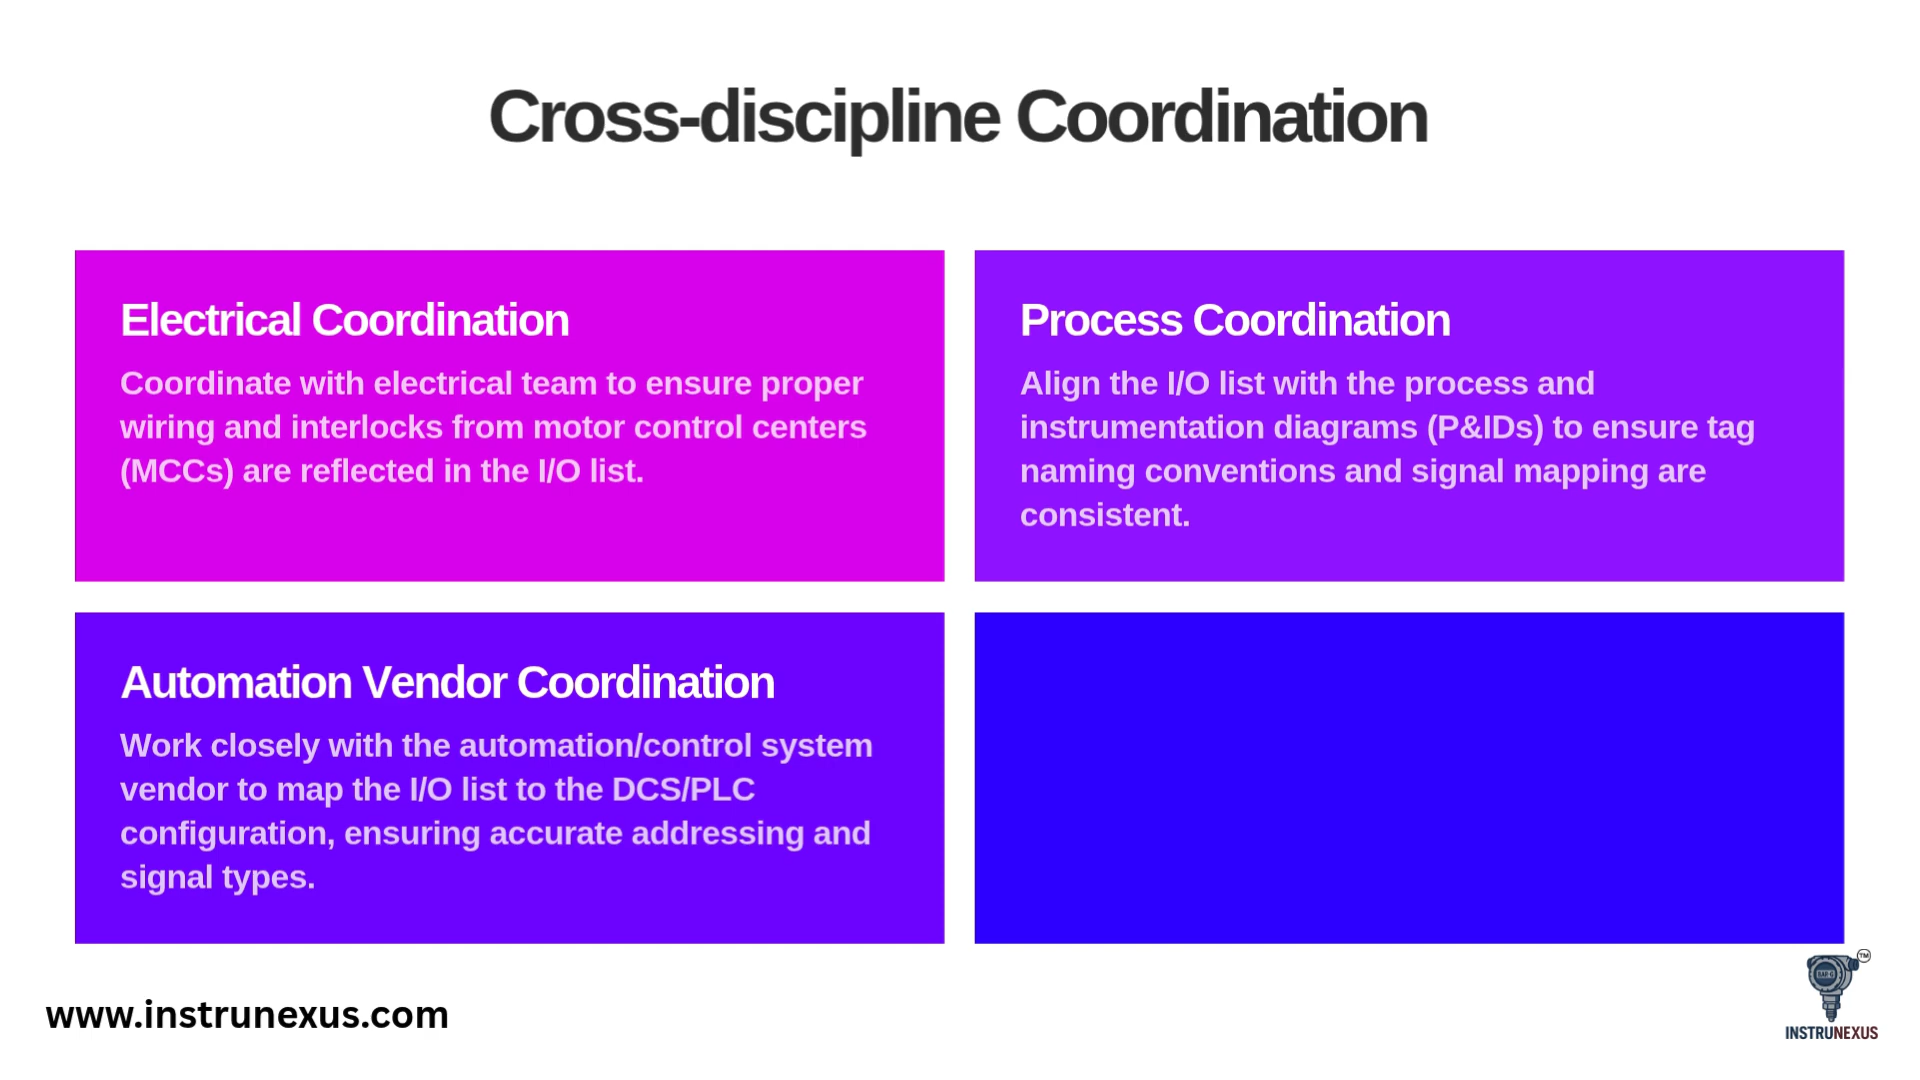 Cross-discipline Coordination
Electrical Coordination
Coordinate with electrical team to ensure proper
wiring and interlocks from motor control centers
(MCCs) are reflected in the I/O list.
Process Coordination
Align the I/O list with the process and
instrumentation diagrams (P&IDs) to ensure tag
naming conventions and signal mapping are
consistent.
Automation Vendor Coordination
Work closely with the automation/control system
vendor to map the I/O list to the DCS/PLC
configuration, ensuring accurate addressing and
signal types.
www.instrunexus.com
TM
INSTRUNEXUS